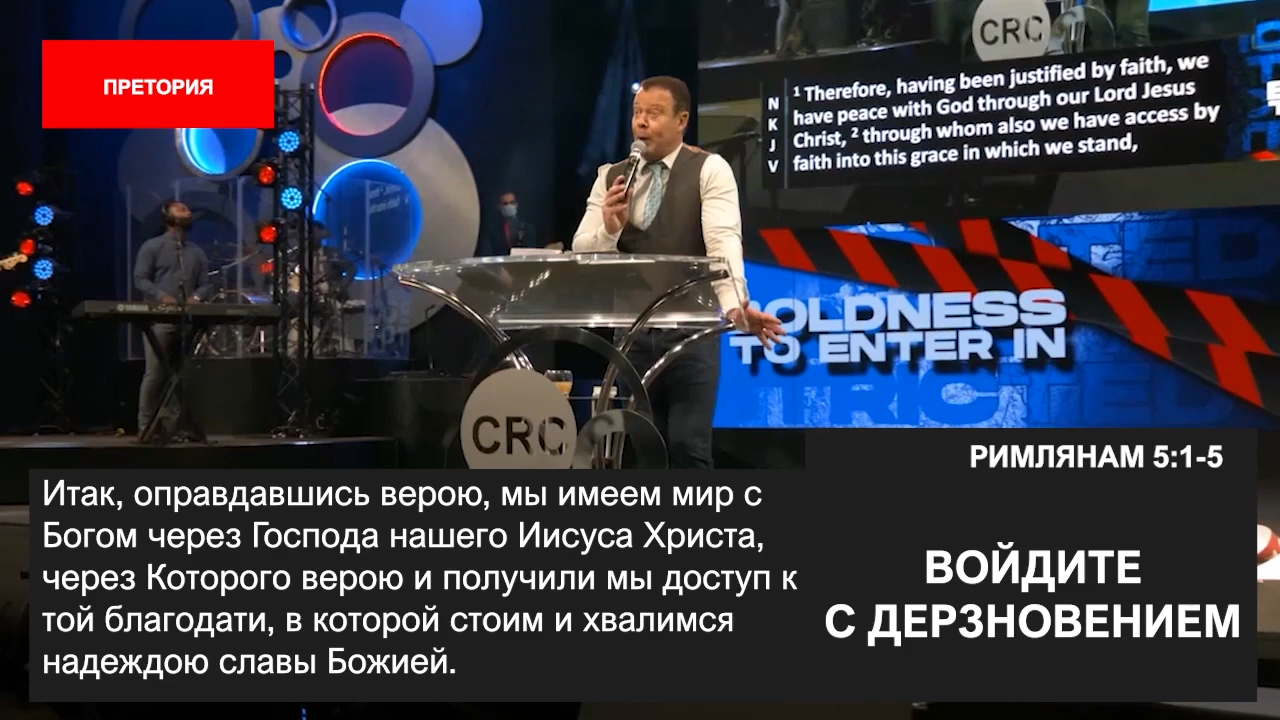 ПРЕТОРИЯ
CRC
N
K
J
V
¹ Therefore, having been justified by faith, we
have peace with God through our Lord Jesus
Christ, ² through whom also we have access by
faith into this grace in which we stand,
BOLDNESS
TO ENTER IN
CRC
РИМЛЯНАМ 5:1-5
Итак, оправдавшись верою, мы имеем мир с
Богом через Господа нашего Иисуса Христа,
через Которого верою и получили мы доступ к
той благодати, в которой стоим и хвалимся
надеждою славы Божией.
ВОЙДИТЕ
С ДЕРЗНОВЕНИЕМ